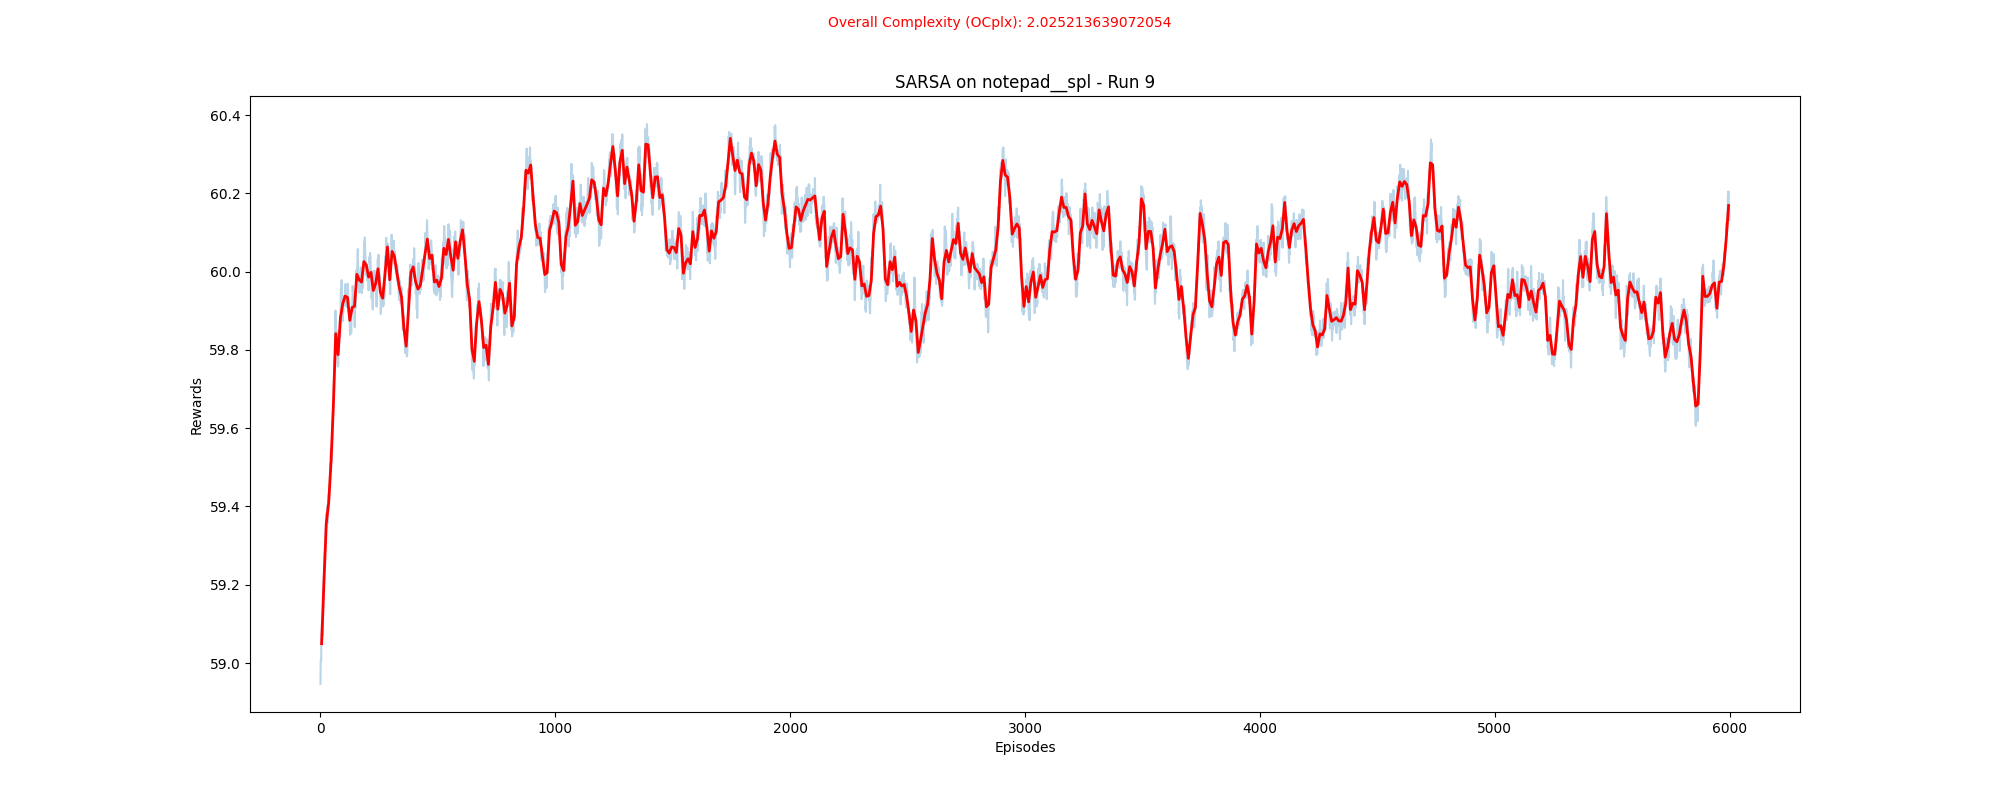 Overall Complexity (OCplx): 2.025213639072054
SARSA on notepad__spl - Run 9
60.4
60.2
60.0
59.8
59.6
59.4
59.2
59.0
Rewards
0 1000 2000 3000 4000 5000 6000
Episodes